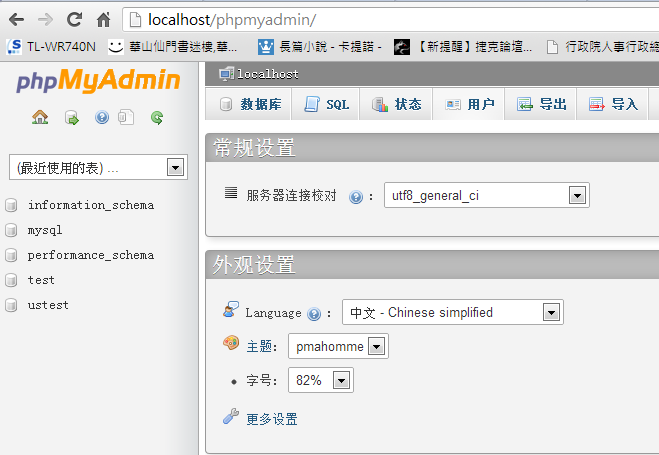 localhost/phpmyadmin/
TL-WR740N 華山仙門書迷樓,華... 長篇小說 - 卡提諾 - 【新提醒】捷克論壇... 行政院人事行政總
phpMyAdmin
localhost
数据库 SQL 状态 用户 导出 导入
(最近使用的表) ...
information_schema
mysql
performance_schema
test
ustest
常规设置
服务器连接校对 : utf8_general_ci
外观设置
Language : 中文 - Chinese simplified
主题: pmahomme
字号: 82%
更多设置